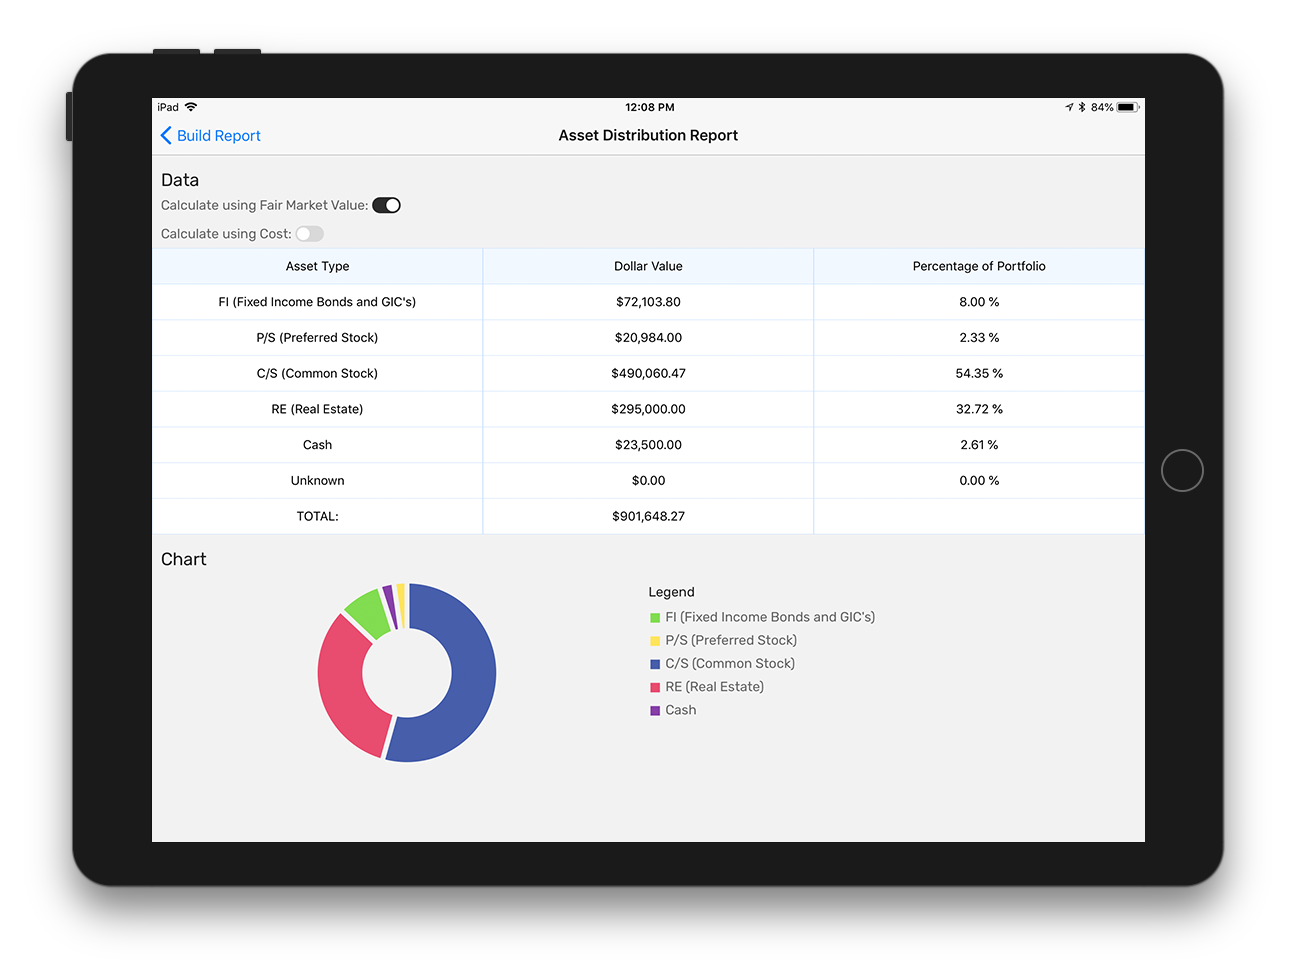 iPad 12:08 PM 84%
Build Report Asset Distribution Report
Data
Calculate using Fair Market Value:
Calculate using Cost:
Asset Type Dollar Value Percentage of Portfolio
FI (Fixed Income Bonds and GIC's) $72,103.80 8.00 %
P/S (Preferred Stock) $20,984.00 2.33 %
C/S (Common Stock) $490,060.47 54.35 %
RE (Real Estate) $295,000.00 32.72 %
Cash $23,500.00 2.61 %
Unknown $0.00 0.00 %
TOTAL: $901,648.27
Chart
Legend
FI (Fixed Income Bonds and GIC's)
P/S (Preferred Stock)
C/S (Common Stock)
RE (Real Estate)
Cash